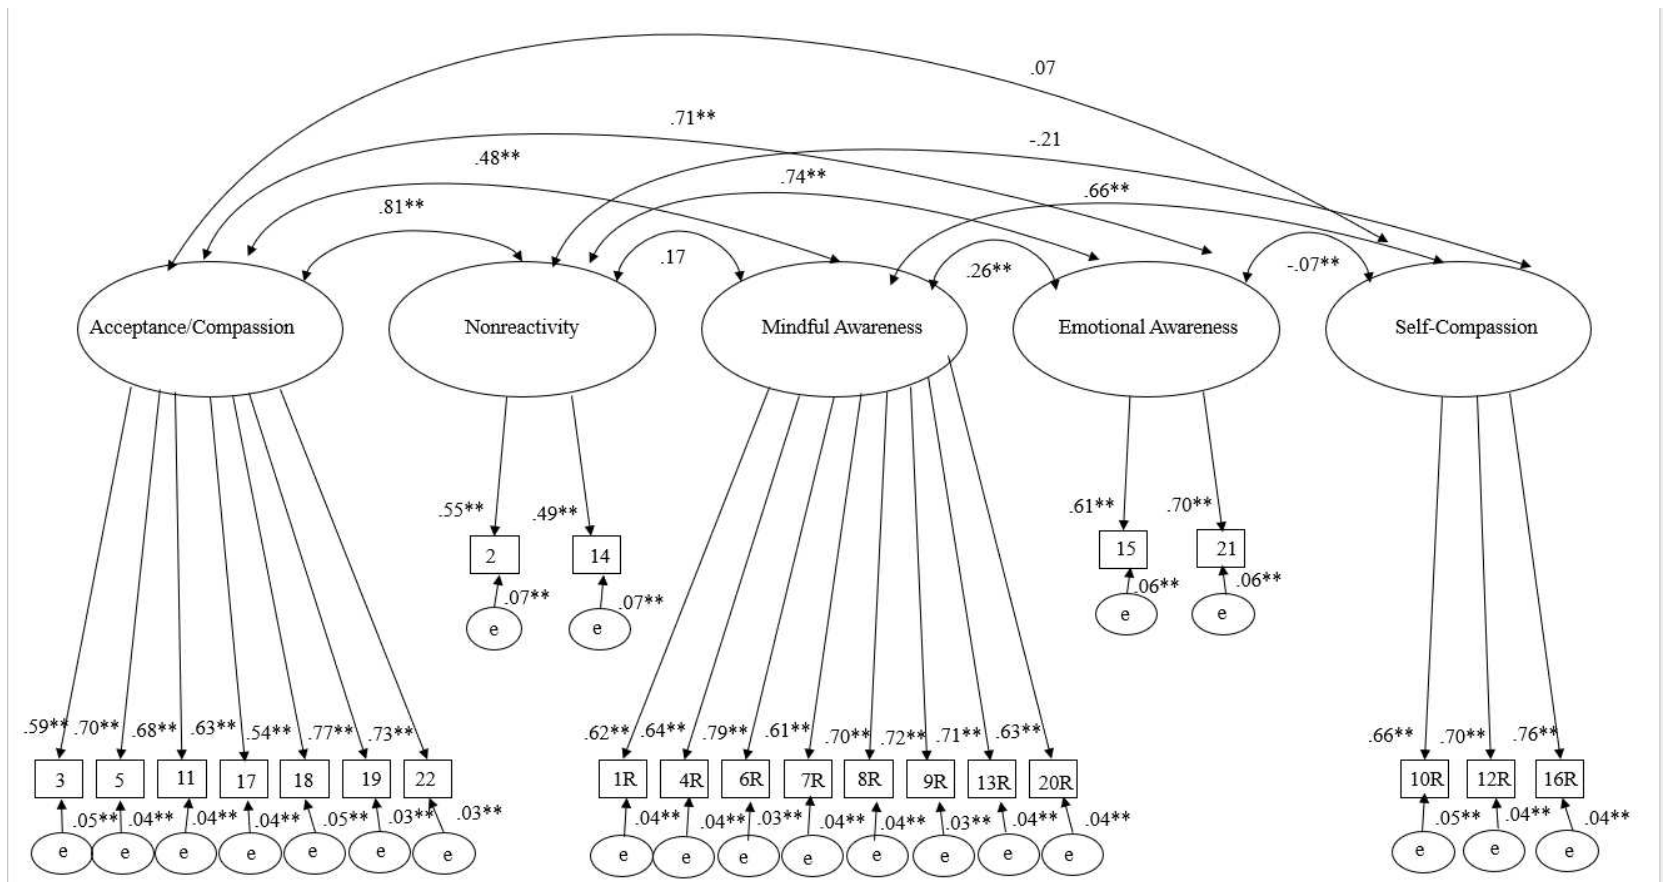 .07
.71**
-.21
.48**
.74**
.66**
.81**
.17
.26**
-.07**
Acceptance/Compassion
Nonreactivity
Mindful Awareness
Emotional Awareness
Self-Compassion
.55** .49** .61** .70**
2 14 15 21
.07** .07** .06** .06**
e e e e
.59** .70** .68** .63** .54** .77** .73** .62** .64** .79** .61** .70** .72** .71** .63** .66** .70** .76**
3 5 11 17 18 19 22 1R 4R 6R 7R 8R 9R 13R 20R 10R 12R 16R
.05** .04** .04** .04** .05** .03** .03** .04** .04** .03** .04** .04** .03** .04** .04** .05** .04** .04**
e e e e e e e e e e e e e e e e e e